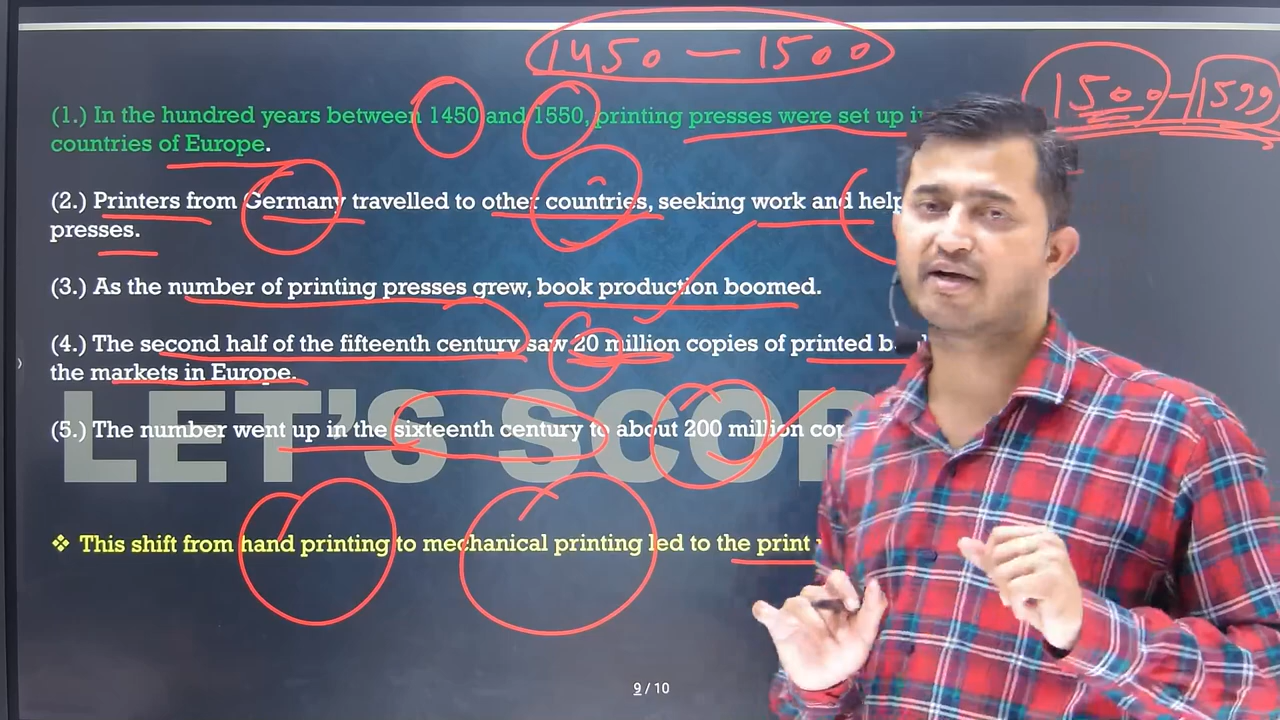 1450 – 1500
1500 - 1599
(1.) In the hundred years between 1450 and 1550, printing presses were set up
countries of Europe.
(2.) Printers from Germany travelled to other countries, seeking work and help
presses.
(3.) As the number of printing presses grew, book production boomed.
(4.) The second half of the fifteenth century saw 20 million copies of printed
the markets in Europe.
(5.) The number went up in the sixteenth century to about 200 million
LET'S
❖ This shift from hand printing to mechanical printing led to the print
9 / 10